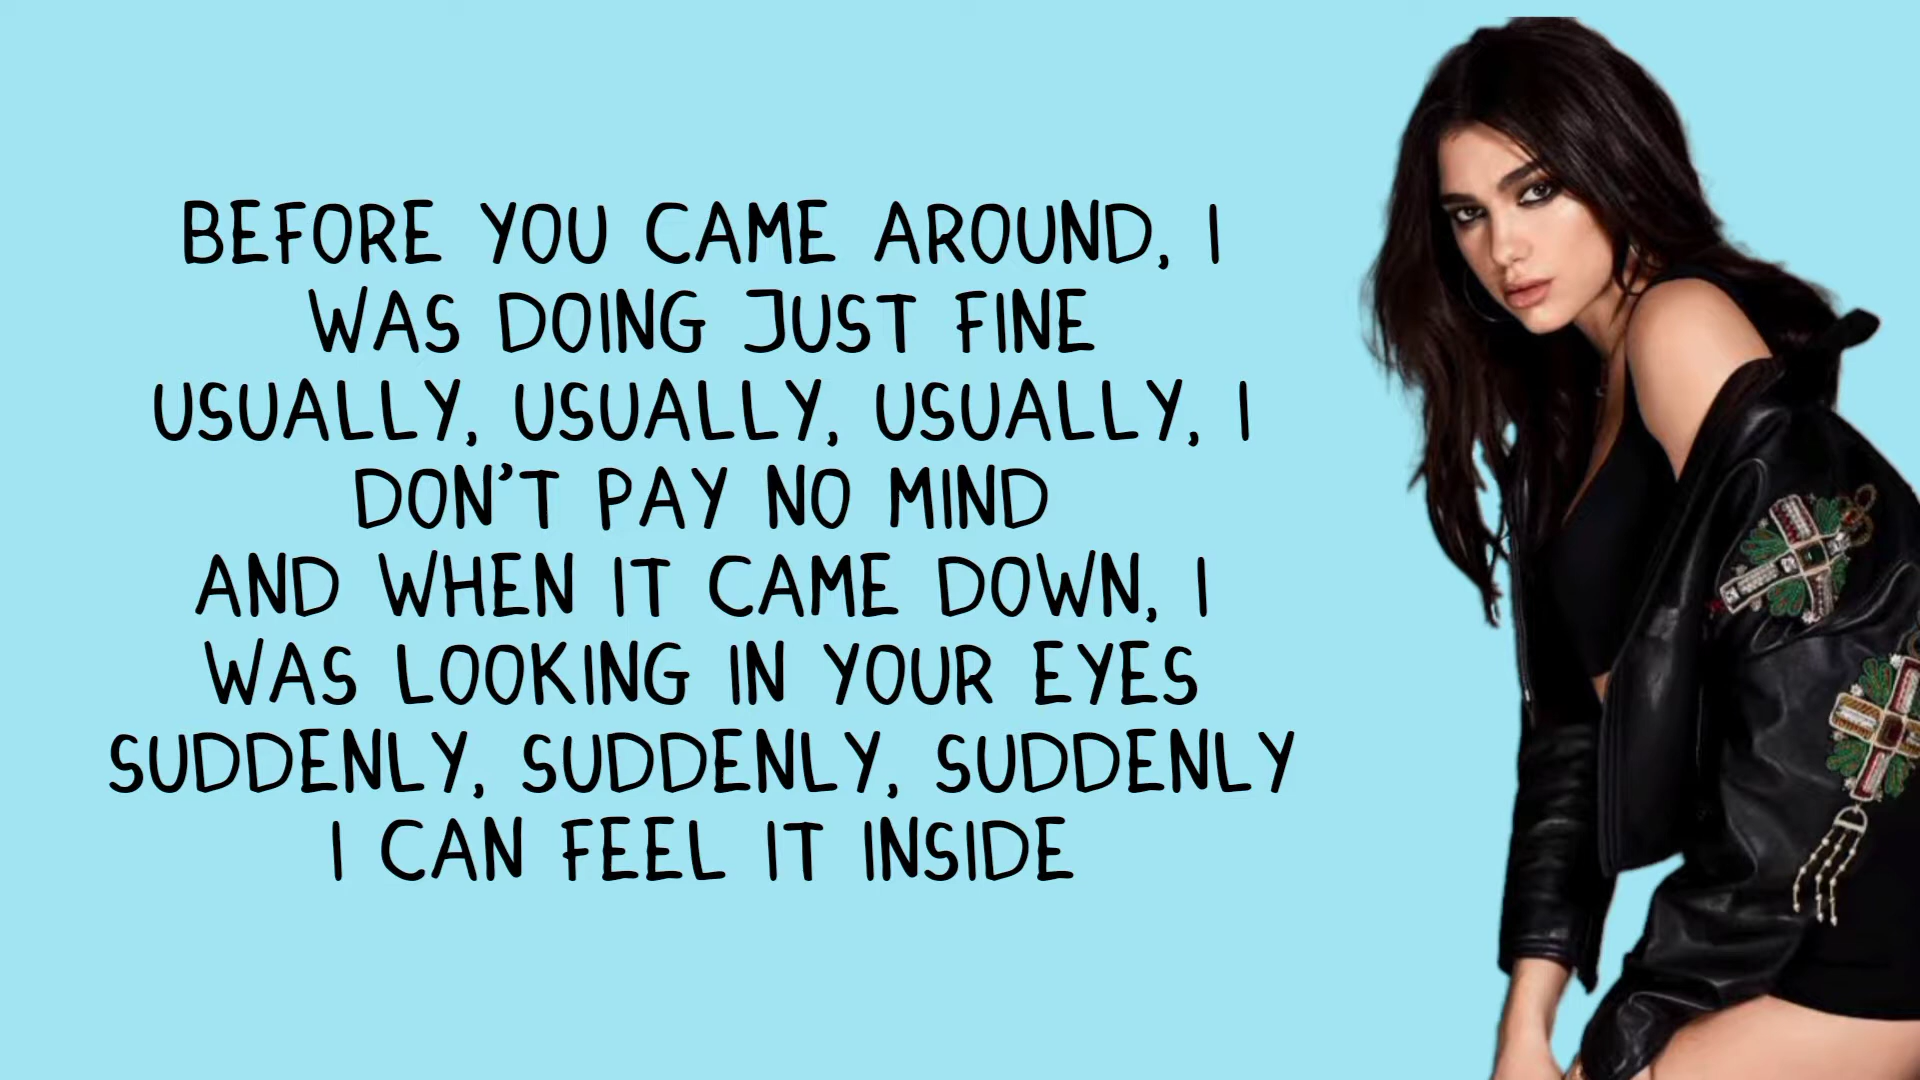 BEFORE YOU CAME AROUND, I
WAS DOING JUST FINE
USUALLY, USUALLY, USUALLY, I
DON'T PAY NO MIND
AND WHEN IT CAME DOWN, I
WAS LOOKING IN YOUR EYES
SUDDENLY, SUDDENLY, SUDDENLY
I CAN FEEL IT INSIDE